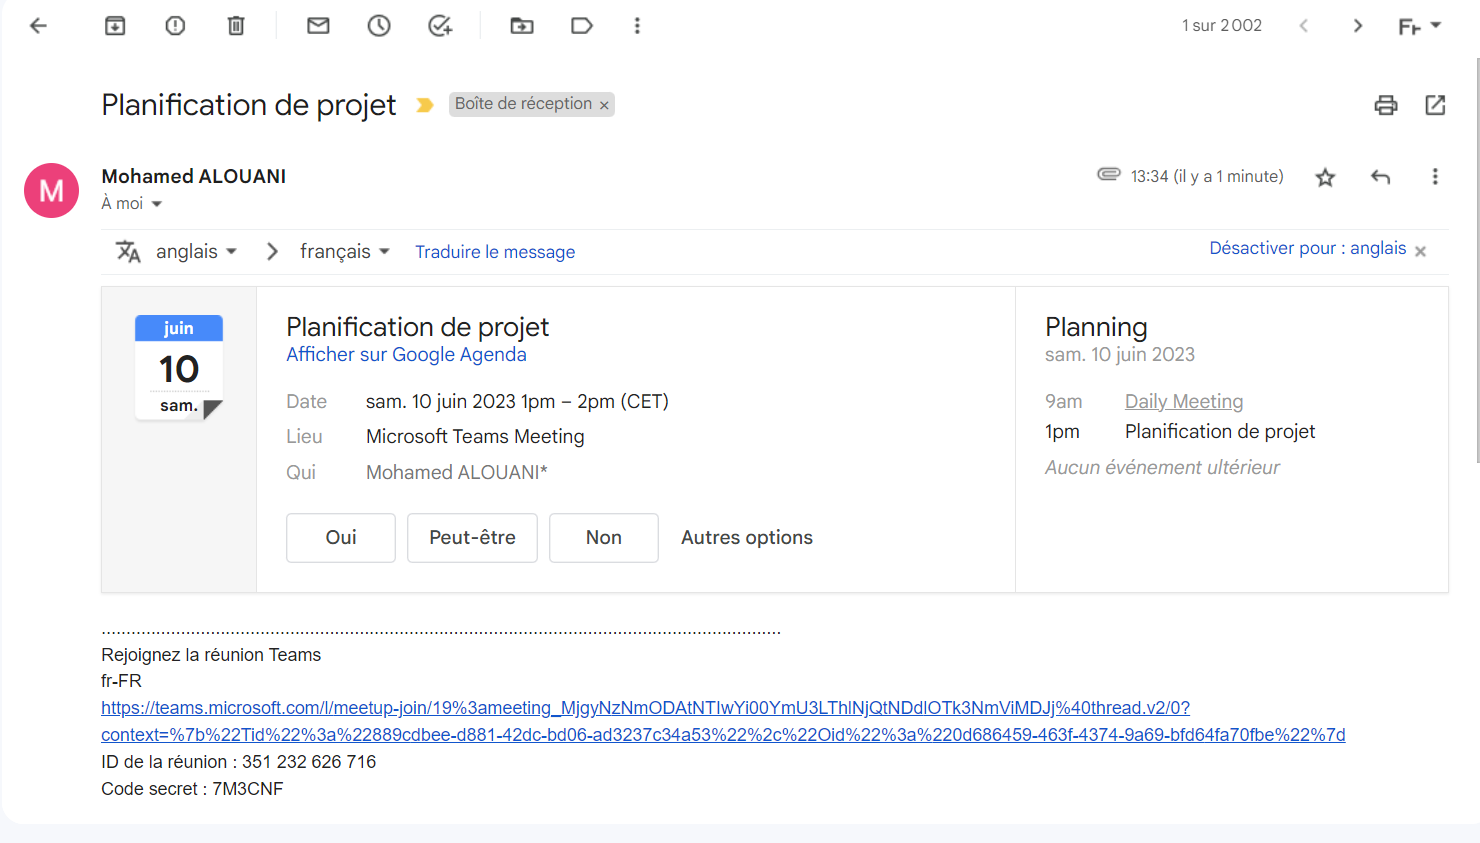 1 sur 2 002
Fr
Planification de projet
Boîte de réception ×
M
Mohamed ALOUANI
13:34 (il y a 1 minute)
À moi
anglais
français
Traduire le message
Désactiver pour : anglais ×
juin
10
sam.
Planification de projet
Afficher sur Google Agenda
Date sam. 10 juin 2023 1pm – 2pm (CET)
Lieu Microsoft Teams Meeting
Qui Mohamed ALOUANI*
Oui
Peut-être
Non
Autres options
Planning
sam. 10 juin 2023
9am Daily Meeting
1pm Planification de projet
Aucun événement ultérieur
Rejoignez la réunion Teams
fr-FR
https://teams.microsoft.com/l/meetup-join/19%3ameeting_MjgyNzNmODAtNTIwYi00YmU3LThlNjQtNDdlOTk3NmViMDJj%40thread.v2/0?
context=%7b%22Tid%22%3a%22889cdbee-d881-42dc-bd06-ad3237c34a53%22%2c%22Oid%22%3a%220d686459-463f-4374-9a69-bfd64fa70fbe%22%7d
ID de la réunion : 351 232 626 716
Code secret : 7M3CNF